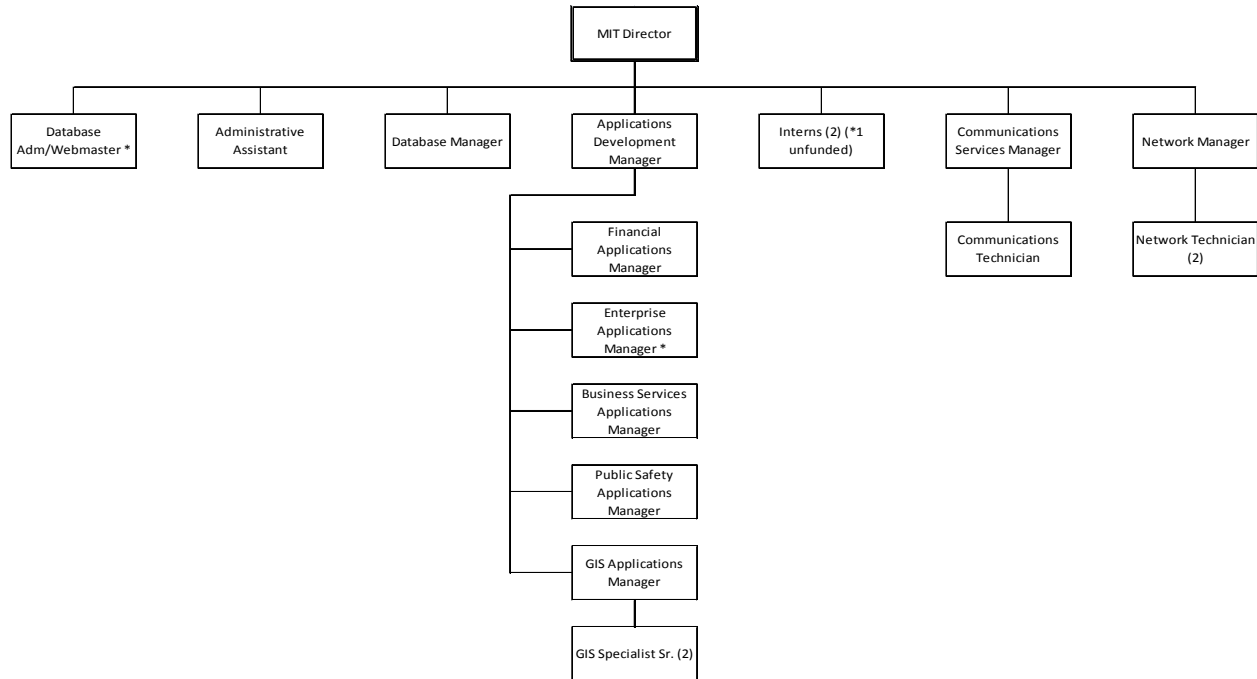 MIT Director
Database
Adm/Webmaster *
Administrative
Assistant
Database Manager
Applications
Development
Manager
Interns (2) (*1
unfunded)
Communications
Services Manager
Network Manager
Financial
Applications
Manager
Communications
Technician
Network Technician
(2)
Enterprise
Applications
Manager *
Business Services
Applications
Manager
Public Safety
Applications
Manager
GIS Applications
Manager
GIS Specialist Sr. (2)